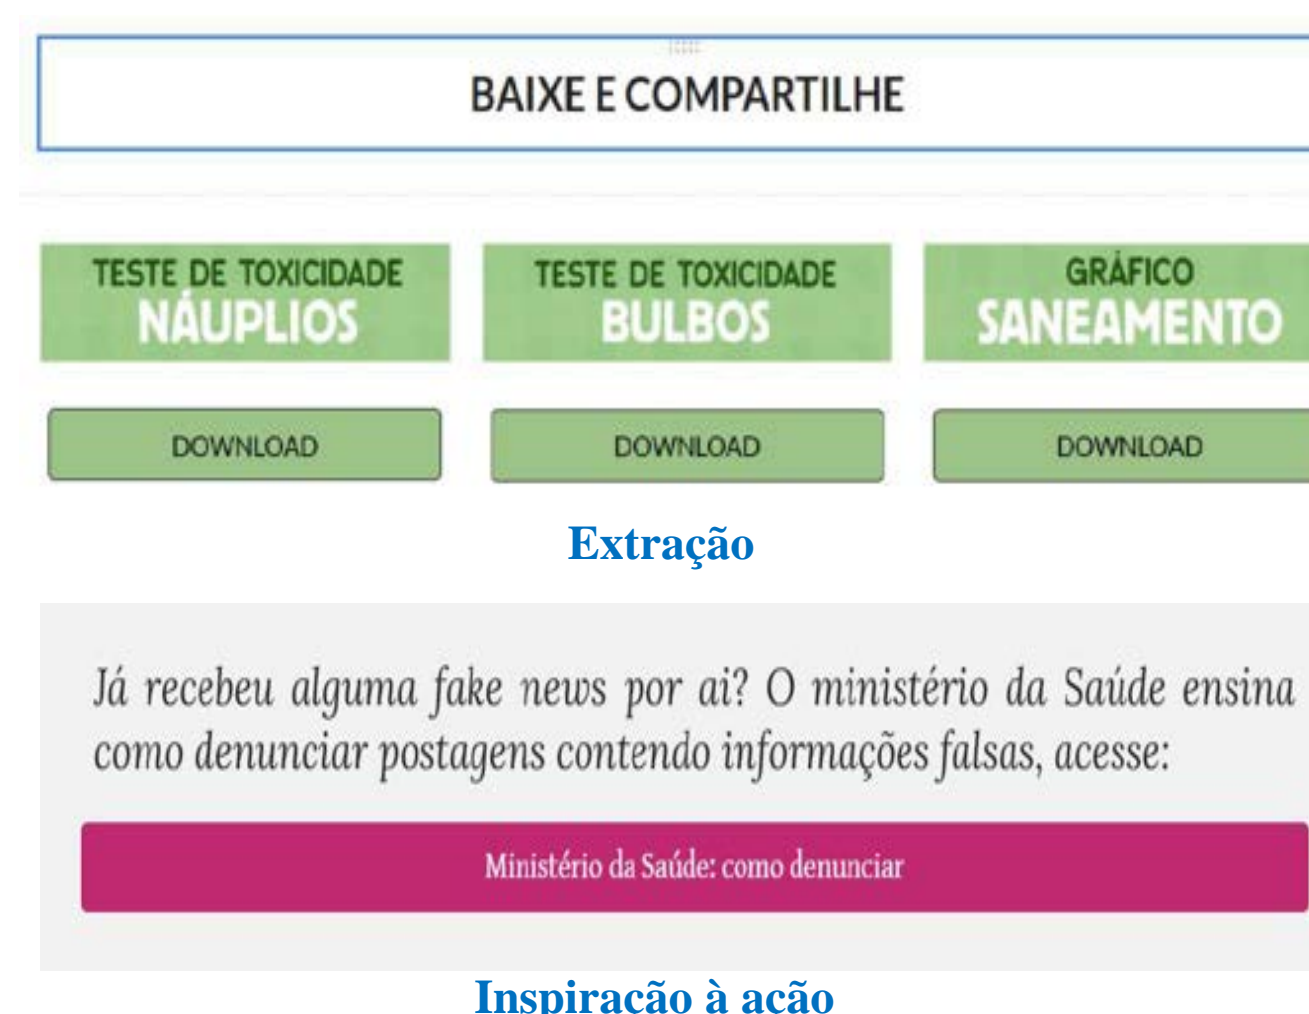 BAIXE E COMPARTILHE
TESTE DE TOXICIDADE
NÁUPLIOS
TESTE DE TOXICIDADE
BULBOS
GRÁFICO
SANEAMENTO
DOWNLOAD
DOWNLOAD
DOWNLOAD
Extração
Já recebeu alguma fake news por ai? O ministério da Saúde ensina
como denunciar postagens contendo informações falsas, acesse:
Ministério da Saúde: como denunciar
Inspiração à ação